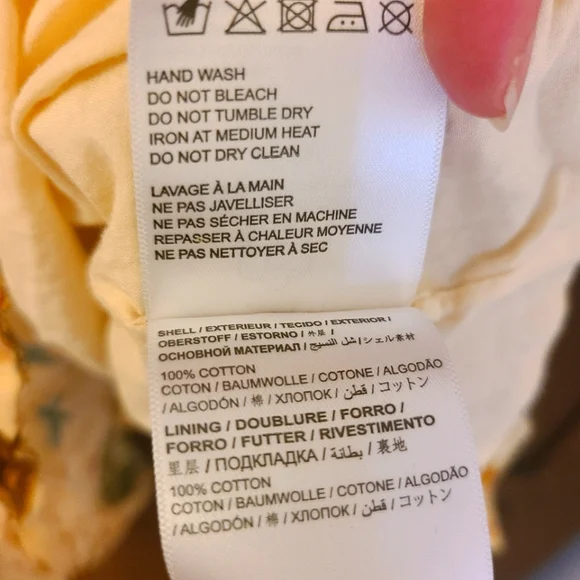 HAND WASH
DO NOT BLEACH
DO NOT TUMBLE DRY
IRON AT MEDIUM HEAT
DO NOT DRY CLEAN
LAVAGE À LA MAIN
NE PAS JAVELLISER
NE PAS SÉCHER EN MACHINE
REPASSER À CHALEUR MOYENNE
NE PAS NETTOYER À SEC
SHELL / EXTERIEUR / TECIDO / EXTERIOR /
OBERSTOFF / ESTORNO / 外层 /
ОСНОВНОЙ МАТЕРИАЛ / شل النسيج / シェル素材
100% COTTON
COTON / BAUMWOLLE / COTONE / ALGODÃO
/ ALGODÓN / 棉 / ХЛОПОК / قطن / コットン
LINING / DOUBLURE / FORRO /
FORRO / FUTTER / RIVESTIMENTO
里层 / ПОДКЛАДКА / بطانة / 裏地
100% COTTON
COTON / BAUMWOLLE / COTONE / ALGODÃO
/ ALGODÓN / 棉 / ХЛОПОК / قطن / コットン